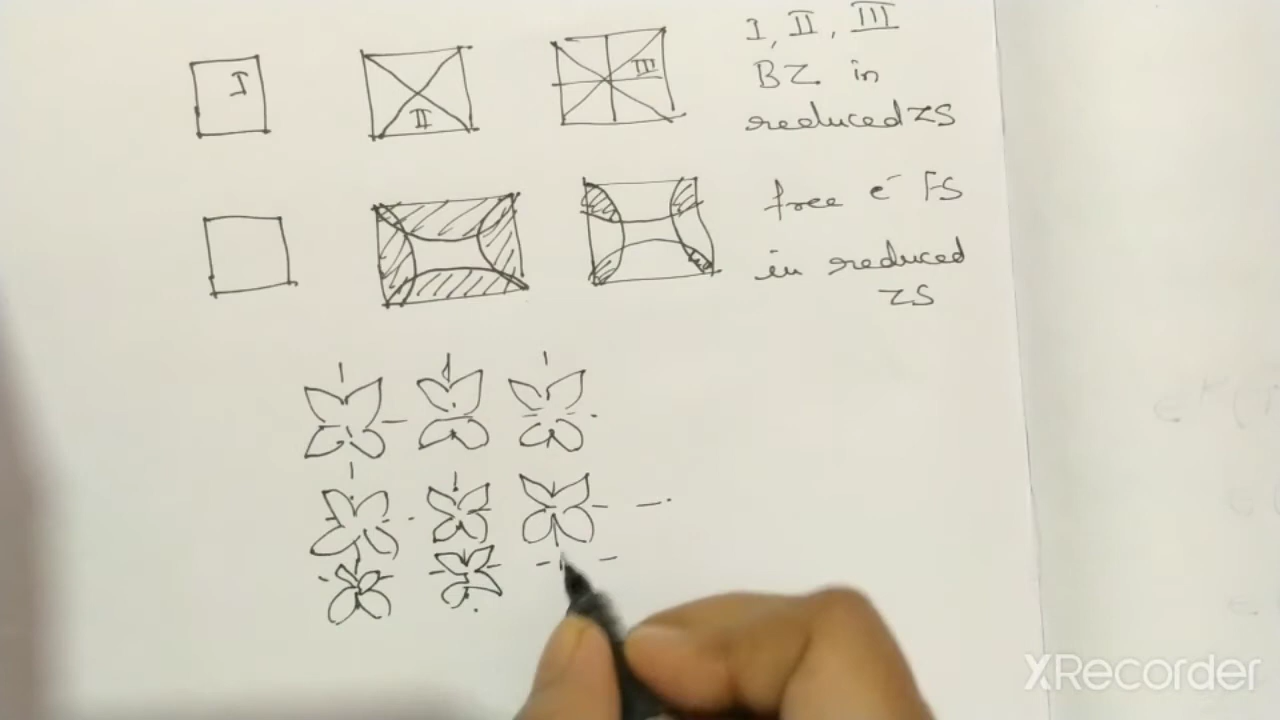 I
II
III
I, II, III
BZ in
reduced ZS
free e⁻ FS
in reduced
ZS
XRecorder